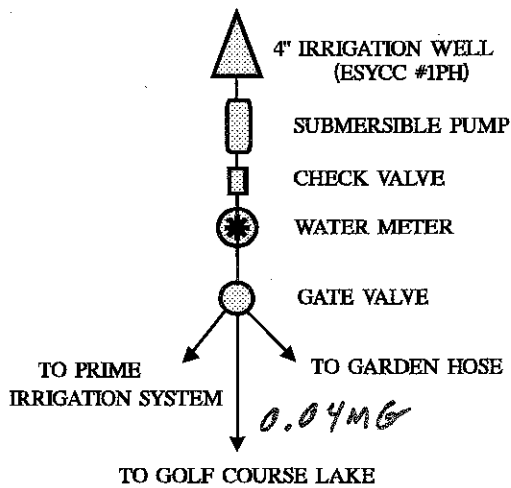 4" IRRIGATION WELL
(ESYCC #1PH)
SUBMERSIBLE PUMP
CHECK VALVE
WATER METER
GATE VALVE
TO PRIME
IRRIGATION SYSTEM
TO GARDEN HOSE
0.04MG
TO GOLF COURSE LAKE